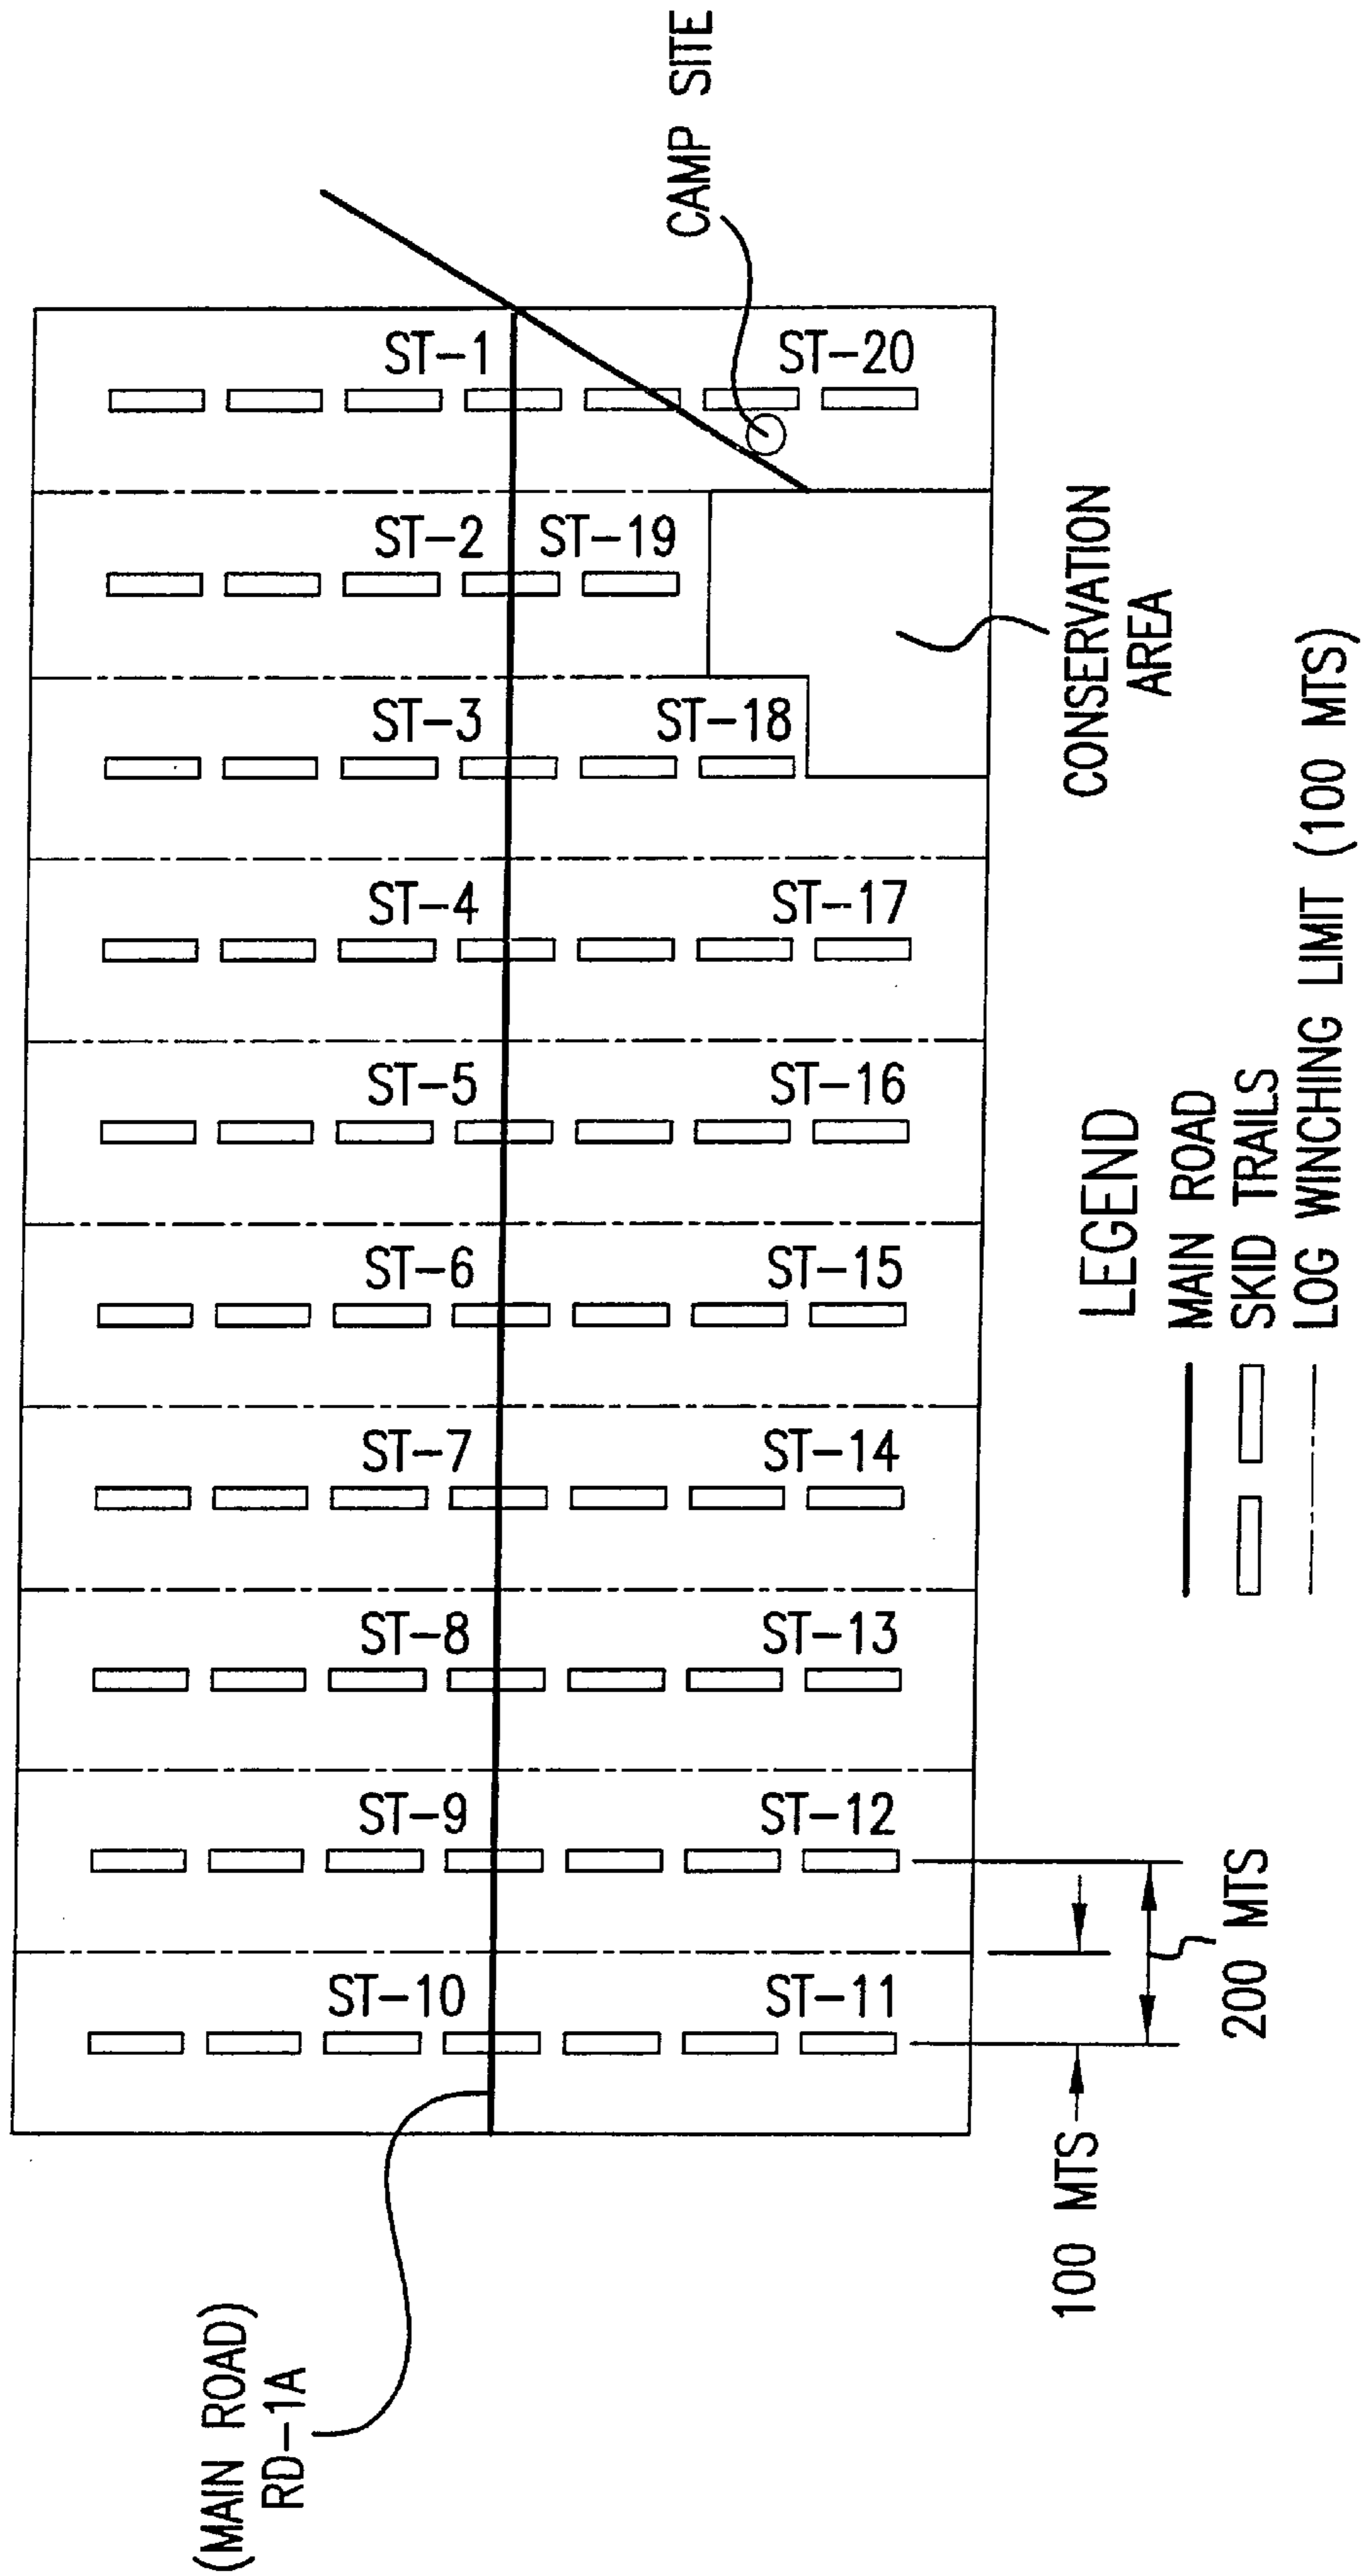 (MAIN ROAD)
RD-1A
ST-10
ST-9
ST-8
ST-7
ST-6
ST-5
ST-4
ST-3
ST-2
ST-1
ST-11
ST-12
ST-13
ST-14
ST-15
ST-16
ST-17
ST-18
ST-19
ST-20
CAMP SITE
CONSERVATION
AREA
100 MTS
200 MTS
LEGEND
MAIN ROAD
SKID TRAILS
LOG WINCHING LIMIT (100 MTS)